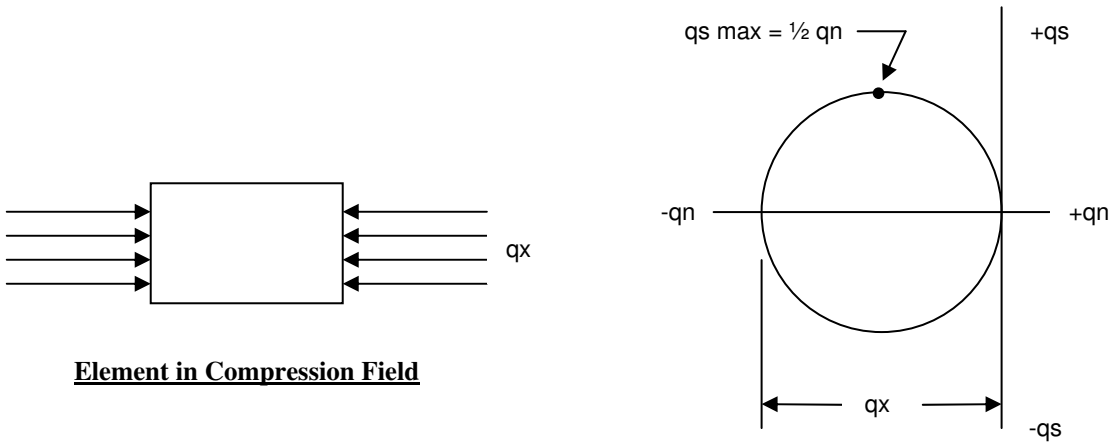 qs max = ½ qn
+qs
-qn
+qn
qx
Element in Compression Field
qx
-qs